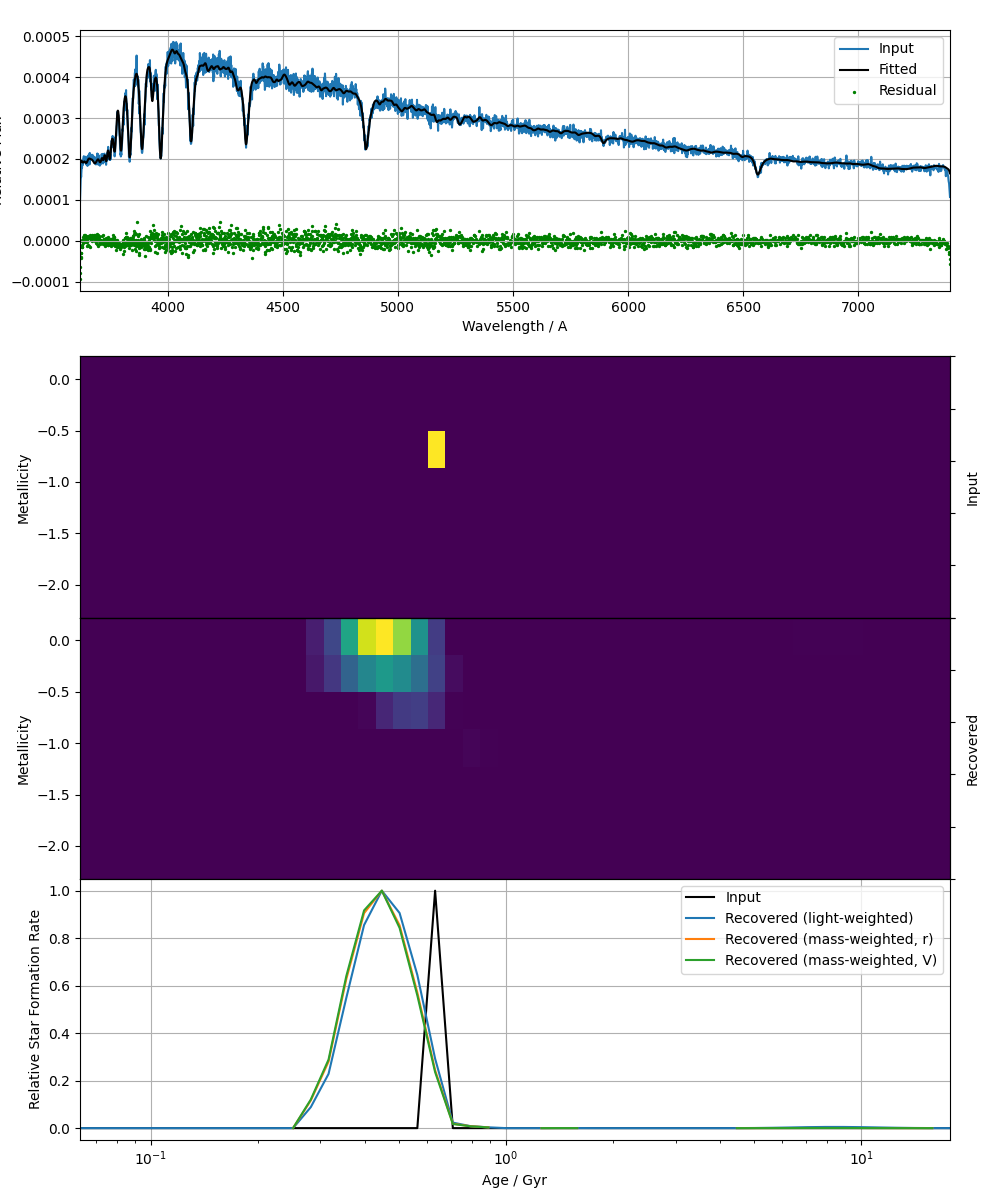 0.0005
0.0004
0.0003
0.0002
0.0001
0.0000
−0.0001
Input
Fitted
Residual
4000
4500
5000
5500
6000
6500
7000
Wavelength / A
0.0
−0.5
−1.0
−1.5
−2.0
Metallicity
Input
0.0
−0.5
−1.0
−1.5
−2.0
Metallicity
Recovered
1.0
0.8
0.6
0.4
0.2
0.0
Relative Star Formation Rate
Input
Recovered (light-weighted)
Recovered (mass-weighted, r)
Recovered (mass-weighted, V)
10⁻¹
10⁰
10¹
Age / Gyr